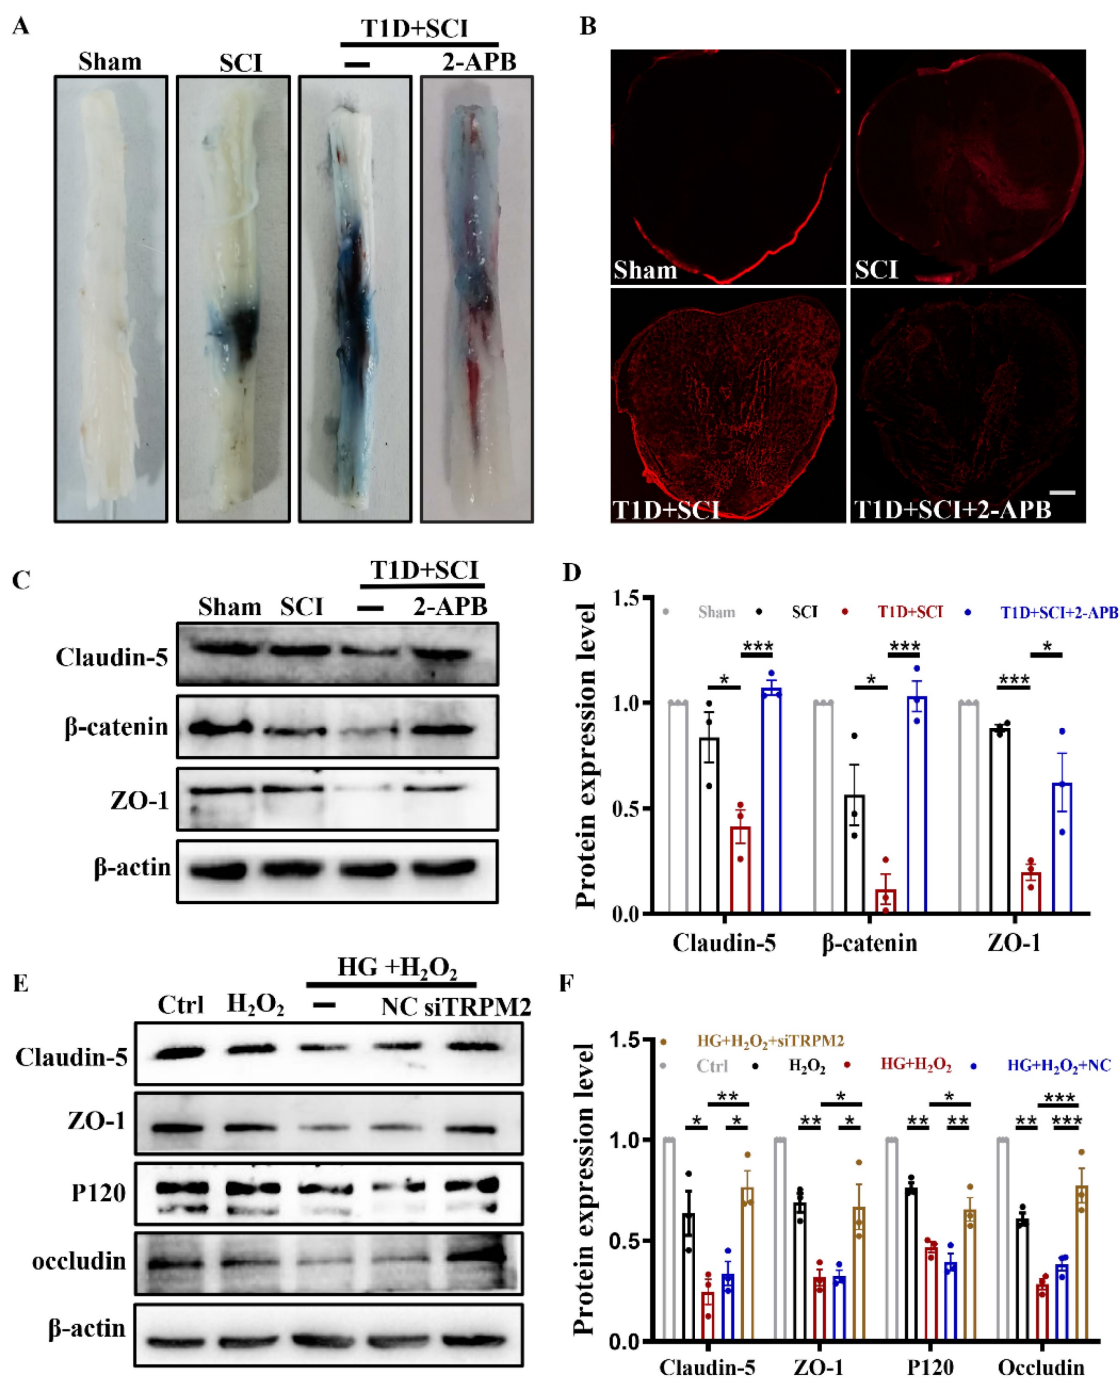 A
T1D+SCI
Sham SCI — 2-APB
B
Sham SCI
T1D+SCI T1D+SCI+2-APB
C
T1D+SCI
Sham SCI — 2-APB
Claudin-5
β-catenin
ZO-1
β-actin
D
Protein expression level
1.5
1.0
0.5
0.0
Sham SCI T1D+SCI T1D+SCI+2-APB
* *** * *** *** *
Claudin-5 β-catenin ZO-1
E
HG +H₂O₂
Ctrl H₂O₂ — NC siTRPM2
Claudin-5
ZO-1
P120
occludin
β-actin
F
Protein expression level
1.5
1.0
0.5
0.0
HG+H₂O₂+siTRPM2
Ctrl H₂O₂ HG+H₂O₂ HG+H₂O₂+NC
** * * ***
* * ** * ** ** ** ***
Claudin-5 ZO-1 P120 Occludin